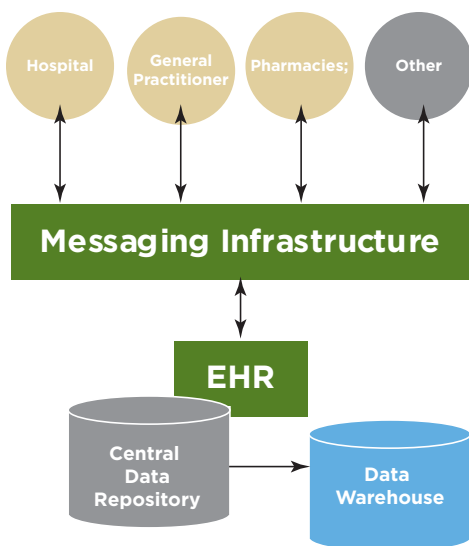 Hospital
General
Practitioner
Pharmacies;
Other
Messaging Infrastructure
EHR
Central
Data
Repository
Data
Warehouse